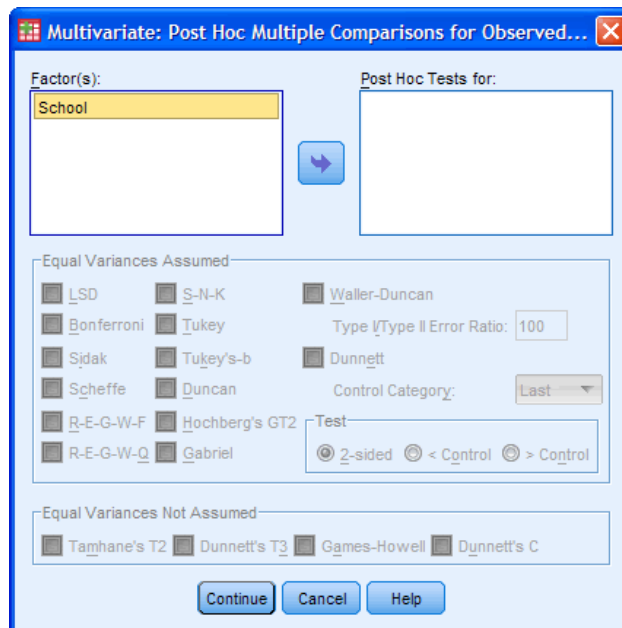 Multivariate: Post Hoc Multiple Comparisons for Observed...
Factor(s):
Post Hoc Tests for:
School
Equal Variances Assumed
LSD S-N-K Waller-Duncan
Bonferroni Tukey Type I/Type II Error Ratio: 100
Sidak Tukey's-b Dunnett
Scheffe Duncan Control Category: Last
R-E-G-W-F Hochberg's GT2 Test
R-E-G-W-Q Gabriel 2-sided < Control > Control
Equal Variances Not Assumed
Tamhane's T2 Dunnett's T3 Games-Howell Dunnett's C
Continue Cancel Help